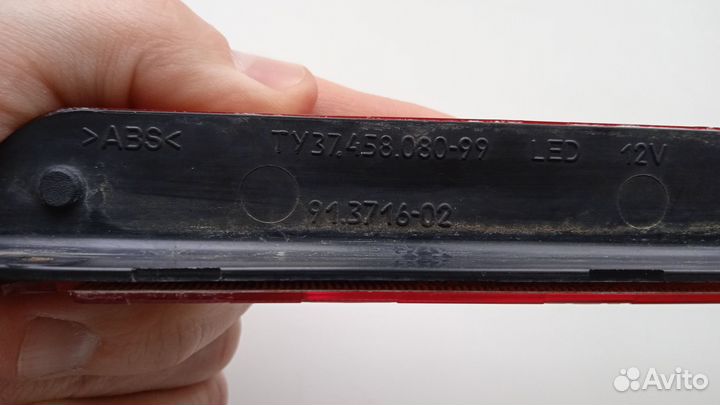 >ABS< ТУ37.458.080-99 LED 12V
91.3716-02
Avito